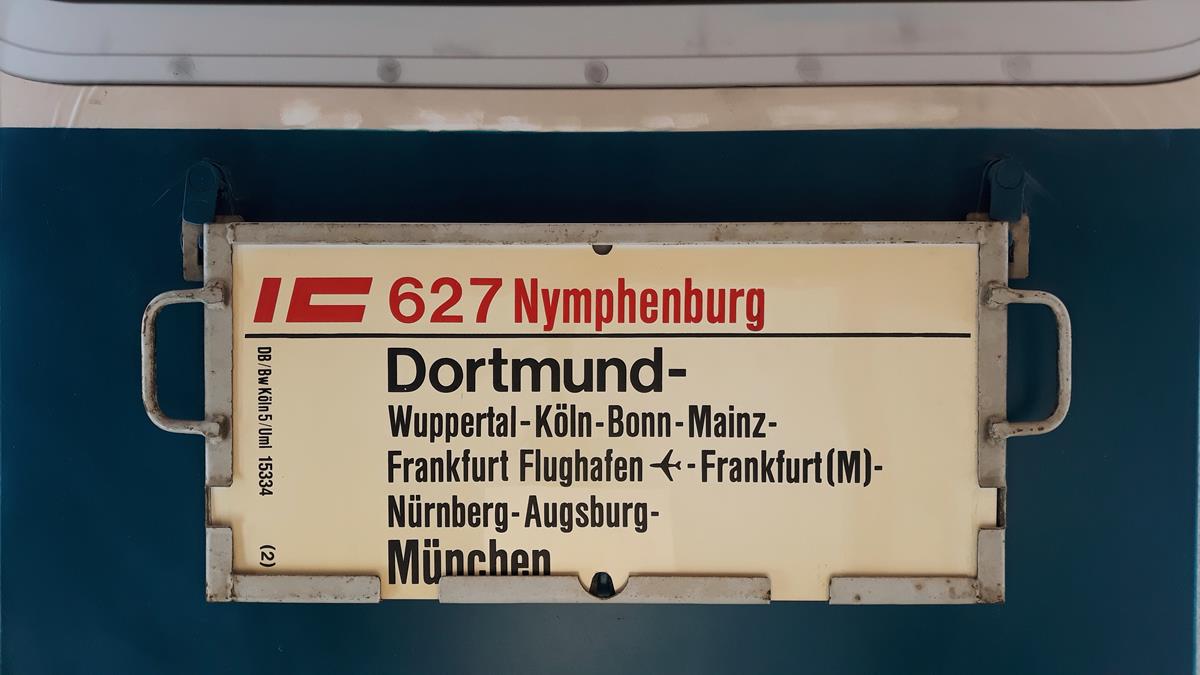 IC 627 Nymphenburg
Dortmund-
Wuppertal-Köln-Bonn-Mainz-
Frankfurt Flughafen ✈-Frankfurt(M)-
Nürnberg-Augsburg-
München
DB/Bw Köln 5/Uml 15334 (2)